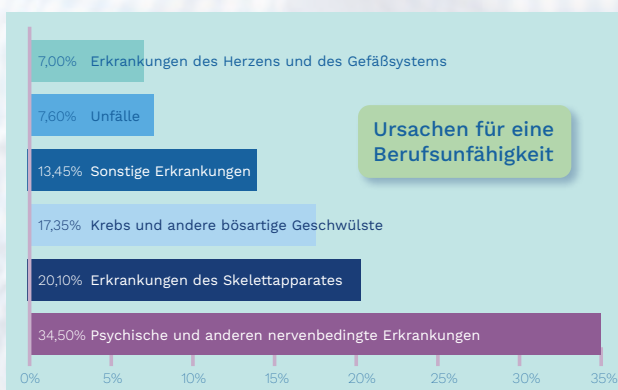 7,00% Erkrankungen des Herzens und des Gefäßsystems
7,60% Unfälle
Ursachen für eine
Berufsunfähigkeit
13,45% Sonstige Erkrankungen
17,35% Krebs und andere bösartige Geschwülste
20,10% Erkrankungen des Skelettapparates
34,50% Psychische und anderen nervenbedingte Erkrankungen
0% 5% 10% 15% 20% 25% 30% 35%